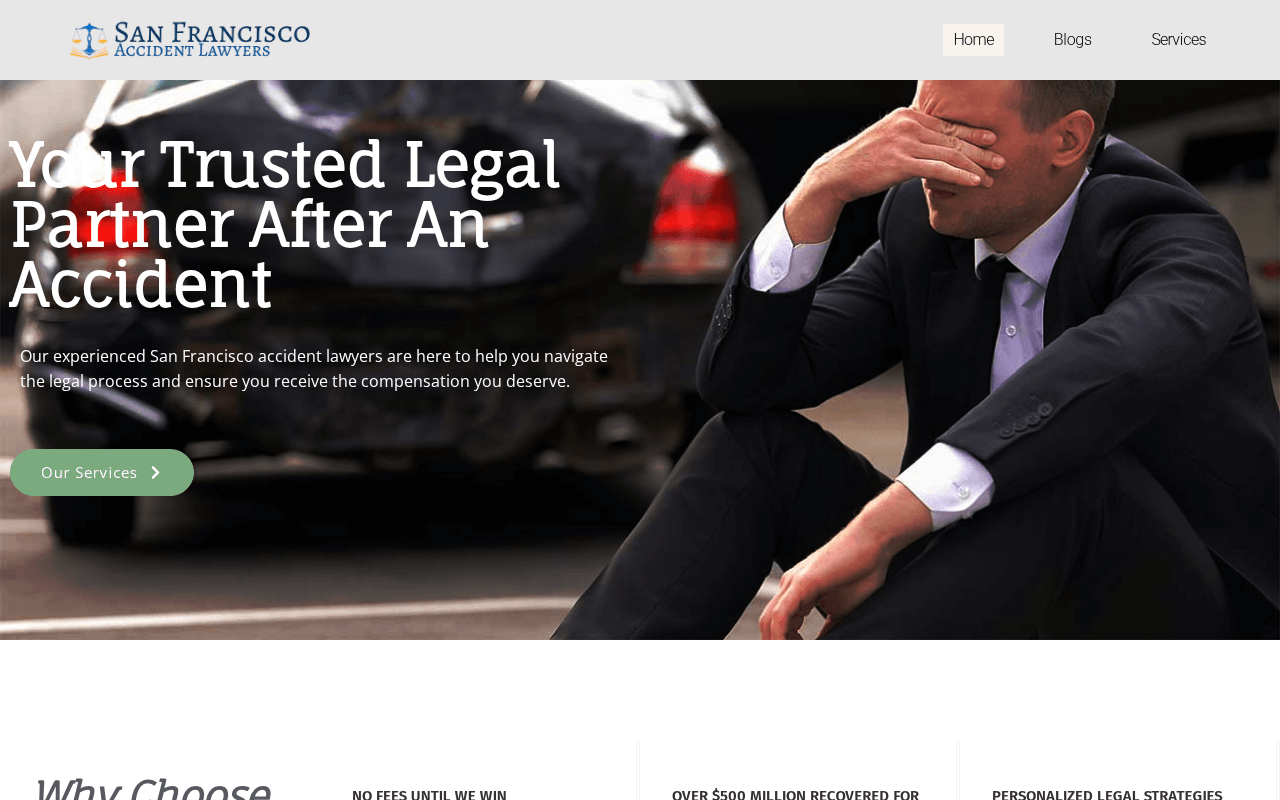 San Francisco
Accident Lawyers
Home
Blogs
Services
Your Trusted Legal
Partner After An
Accident
Our experienced San Francisco accident lawyers are here to help you navigate
the legal process and ensure you receive the compensation you deserve.
Our Services
Why Choose
NO FEES UNTIL WE WIN
OVER $500 MILLION RECOVERED FOR
PERSONALIZED LEGAL STRATEGIES